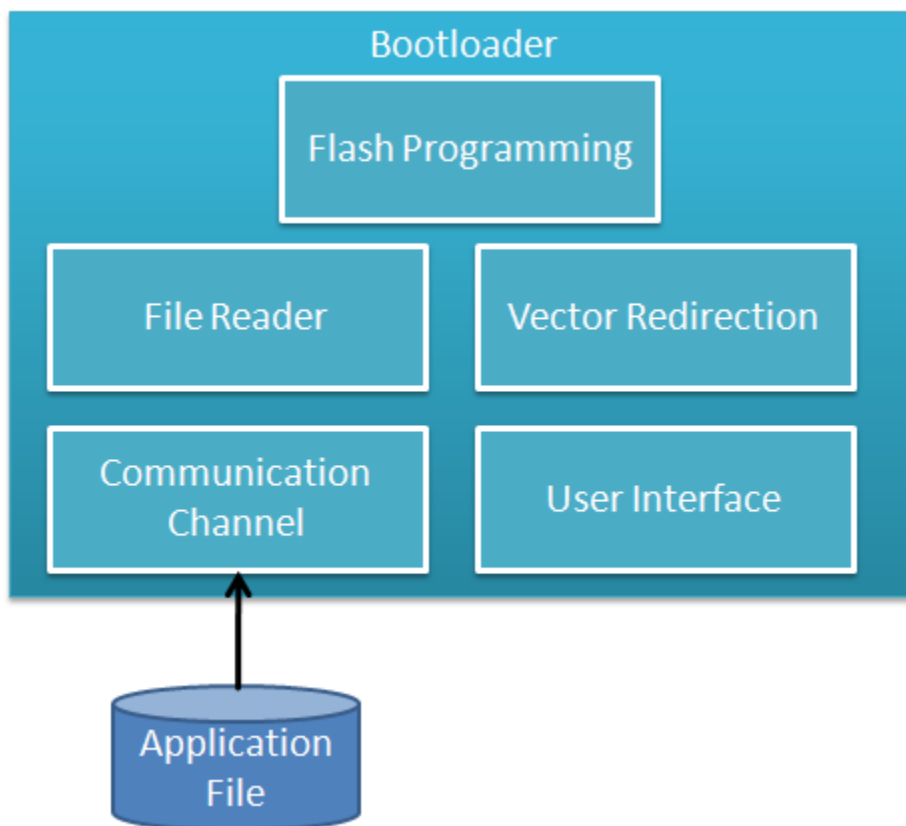 Bootloader
Flash Programming
File Reader
Vector Redirection
Communication
Channel
User Interface
Application
File